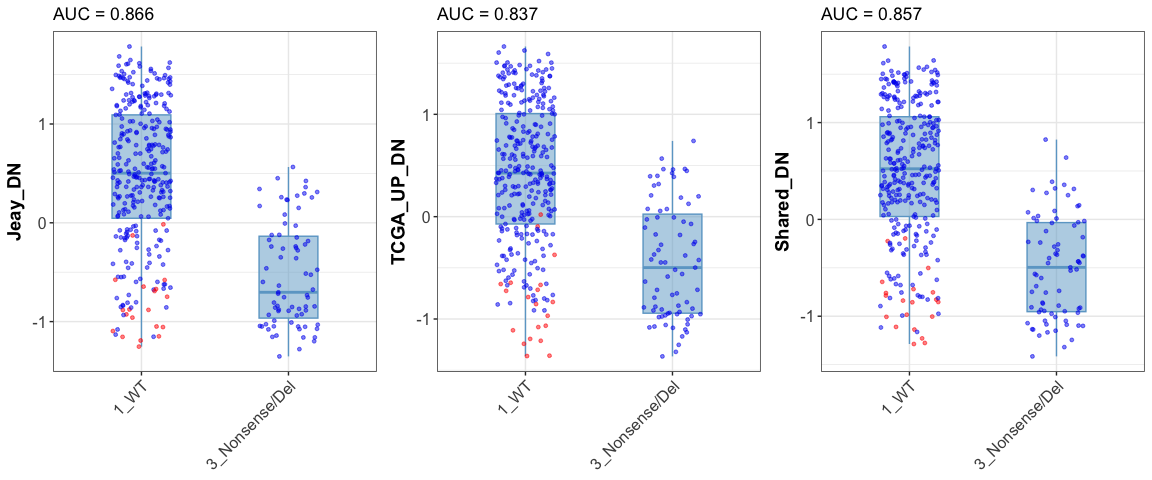 AUC = 0.866
Jeay_DN
1
0
-1
1_WT
3_Nonsense/Del
AUC = 0.837
TCGA_UP_DN
1
0
-1
1_WT
3_Nonsense/Del
AUC = 0.857
Shared_DN
1
0
-1
1_WT
3_Nonsense/Del